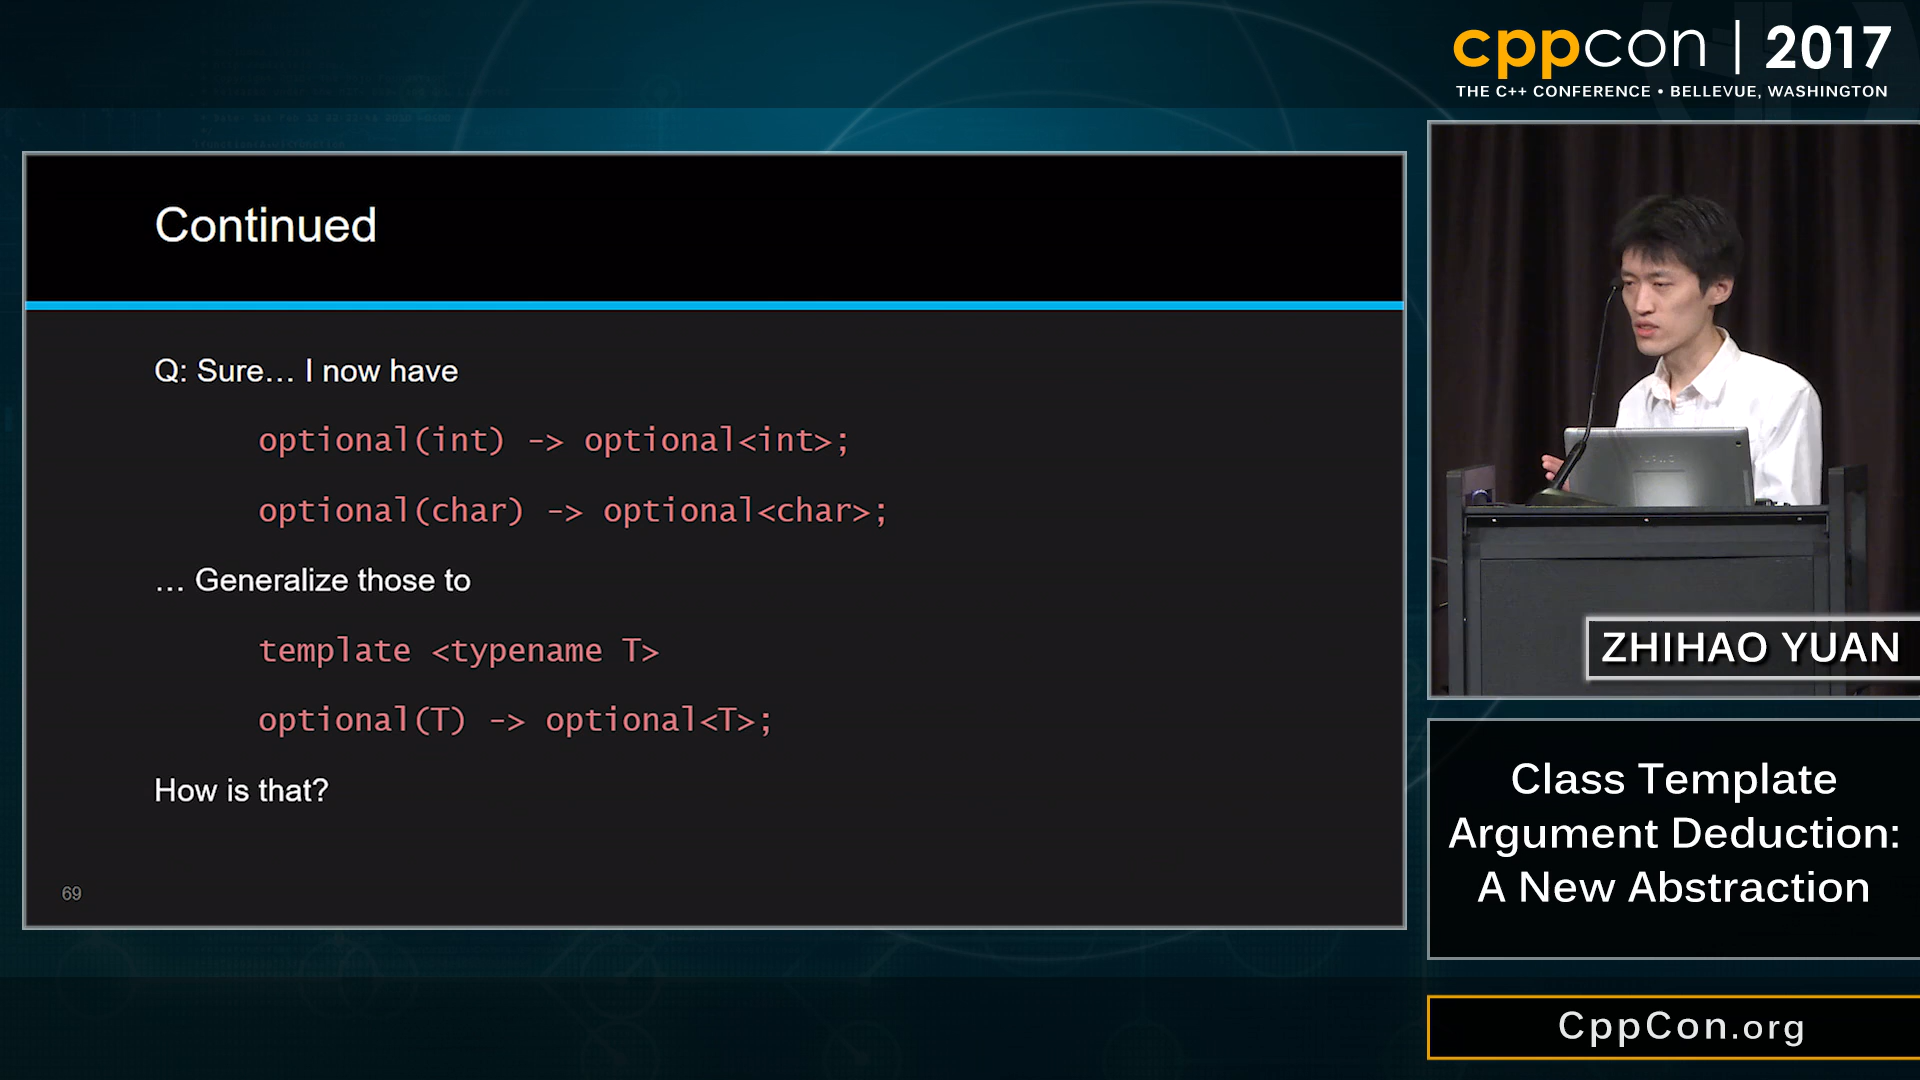 cppcon | 2017
THE C++ CONFERENCE • BELLEVUE, WASHINGTON
Continued
Q: Sure… I now have
optional(int) -> optional<int>;
optional(char) -> optional<char>;
… Generalize those to
template <typename T>
optional(T) -> optional<T>;
How is that?
69
ZHIHAO YUAN
Class Template
Argument Deduction:
A New Abstraction
CppCon.org